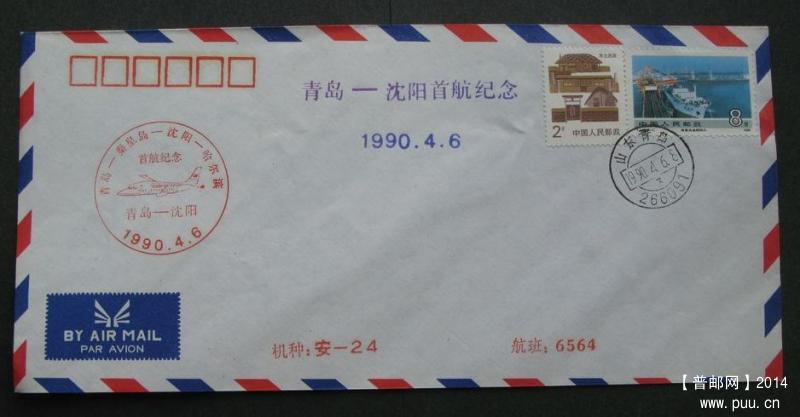 青岛—沈阳首航纪念
1990.4.6
2分
中国人民邮政
中国人民邮政
8分
山东青岛
1990.4.6.8
266091
青岛—秦皇岛—沈阳—哈尔滨
首航纪念
青岛—沈阳
1990.4.6
BY AIR MAIL
PAR AVION
机种:安—24
航班:6564
【普邮网】2014
www.puu.cn